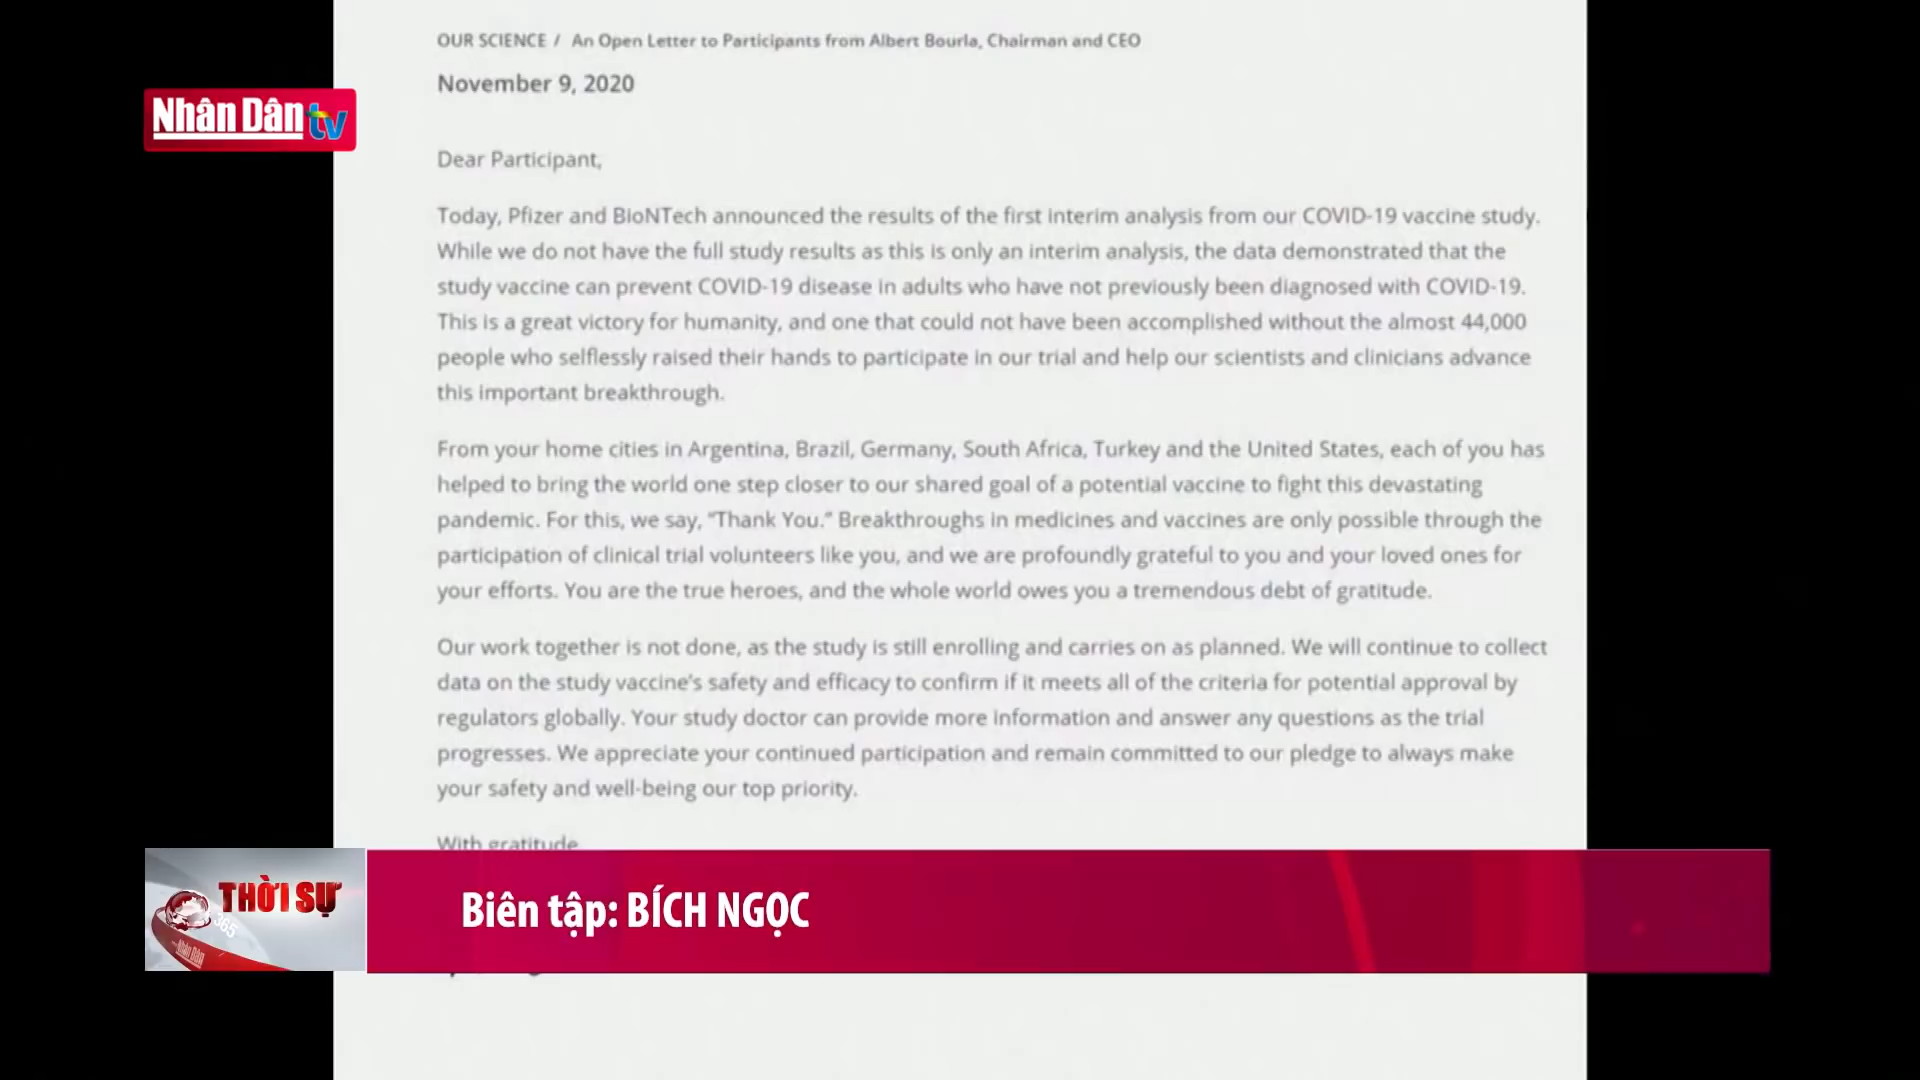 OUR SCIENCE / An Open Letter to Participants from Albert Bourla, Chairman and CEO
November 9, 2020
Nhân Dân tv
Dear Participant,
Today, Pfizer and BioNTech announced the results of the first interim analysis from our COVID-19 vaccine study.
While we do not have the full study results as this is only an interim analysis, the data demonstrated that the
study vaccine can prevent COVID-19 disease in adults who have not previously been diagnosed with COVID-19.
This is a great victory for humanity, and one that could not have been accomplished without the almost 44,000
people who selflessly raised their hands to participate in our trial and help our scientists and clinicians advance
this important breakthrough.
From your home cities in Argentina, Brazil, Germany, South Africa, Turkey and the United States, each of you has
helped to bring the world one step closer to our shared goal of a potential vaccine to fight this devastating
pandemic. For this, we say, “Thank You.” Breakthroughs in medicines and vaccines are only possible through the
participation of clinical trial volunteers like you, and we are profoundly grateful to you and your loved ones for
your efforts. You are the true heroes, and the whole world owes you a tremendous debt of gratitude.
Our work together is not done, as the study is still enrolling and carries on as planned. We will continue to collect
data on the study vaccine's safety and efficacy to confirm if it meets all of the criteria for potential approval by
regulators globally. Your study doctor can provide more information and answer any questions as the trial
progresses. We appreciate your continued participation and remain committed to our pledge to always make
your safety and well-being our top priority.
With gratitude
THỜI SỰ
365
Nhân Dân
Biên tập: BÍCH NGỌC